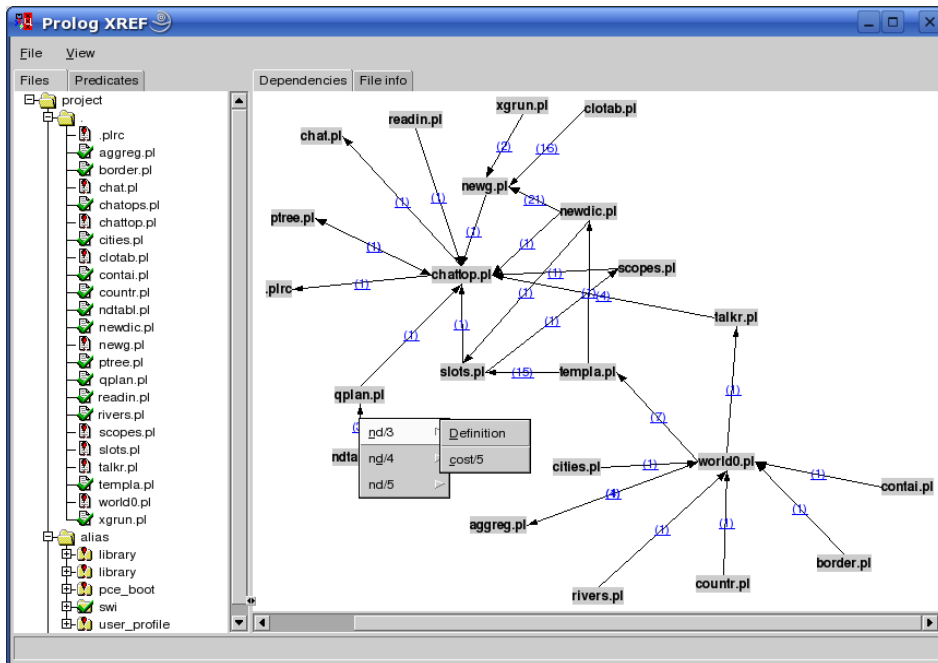 Prolog XREF
File View
Files Predicates
Dependencies File info
project
.
.plrc
aggreg.pl
border.pl
chat.pl
chatops.pl
chattop.pl
cities.pl
clotab.pl
contai.pl
countr.pl
ndtabl.pl
newdic.pl
newg.pl
ptree.pl
qplan.pl
readin.pl
rivers.pl
scopes.pl
slots.pl
talkr.pl
templa.pl
world0.pl
xgrun.pl
alias
library
library
pce_boot
swi
user_profile
xgrun.pl
clotab.pl
readin.pl
chat.pl
(2)
(16)
newg.pl
(1)
(1)
(21)
newdic.pl
ptree.pl
(1)
(1)
(1)
chattop.pl
(1)
scopes.pl
.plrc
(1)
(1)
(4)
talkr.pl
(1)
(1)
(1)
slots.pl
(15)
templa.pl
qplan.pl
(1)
(7)
nd/3
nd/4
nd/5
Definition
cost/5
ndta
cities.pl
(1)
world0.pl
(1)
contai.pl
aggreg.pl
(4)
(1)
(1)
(1)
border.pl
rivers.pl
countr.pl